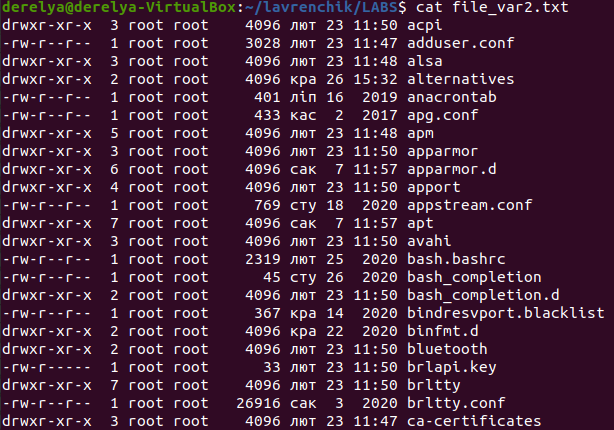 derelya@derelya-VirtualBox:~/lavrenchik/LABS$ cat file_var2.txt
drwxr-xr-x  3 root root    4096 лют 23 11:50 acpi
-rw-r--r--  1 root root    3028 лют 23 11:47 adduser.conf
drwxr-xr-x  3 root root    4096 лют 23 11:48 alsa
drwxr-xr-x  2 root root    4096 кра 26 15:32 alternatives
-rw-r--r--  1 root root     401 ліп 16  2019 anacrontab
-rw-r--r--  1 root root     433 кас  2  2017 apg.conf
drwxr-xr-x  5 root root    4096 лют 23 11:48 apm
drwxr-xr-x  3 root root    4096 лют 23 11:50 apparmor
drwxr-xr-x  6 root root    4096 сак  7 11:57 apparmor.d
drwxr-xr-x  4 root root    4096 лют 23 11:50 apport
-rw-r--r--  1 root root     769 сту 18  2020 appstream.conf
drwxr-xr-x  7 root root    4096 сак  7 11:57 apt
drwxr-xr-x  3 root root    4096 лют 23 11:50 avahi
-rw-r--r--  1 root root    2319 лют 25  2020 bash.bashrc
-rw-r--r--  1 root root      45 сту 26  2020 bash_completion
drwxr-xr-x  2 root root    4096 лют 23 11:50 bash_completion.d
-rw-r--r--  1 root root     367 кра 14  2020 bindresvport.blacklist
drwxr-xr-x  2 root root    4096 кра 22  2020 binfmt.d
drwxr-xr-x  2 root root    4096 лют 23 11:50 bluetooth
-rw-r-----  1 root root      33 лют 23 11:50 brlapi.key
drwxr-xr-x  7 root root    4096 лют 23 11:50 brltty
-rw-r--r--  1 root root   26916 сак  3  2020 brltty.conf
drwxr-xr-x  3 root root    4096 лют 23 11:47 ca-certificates